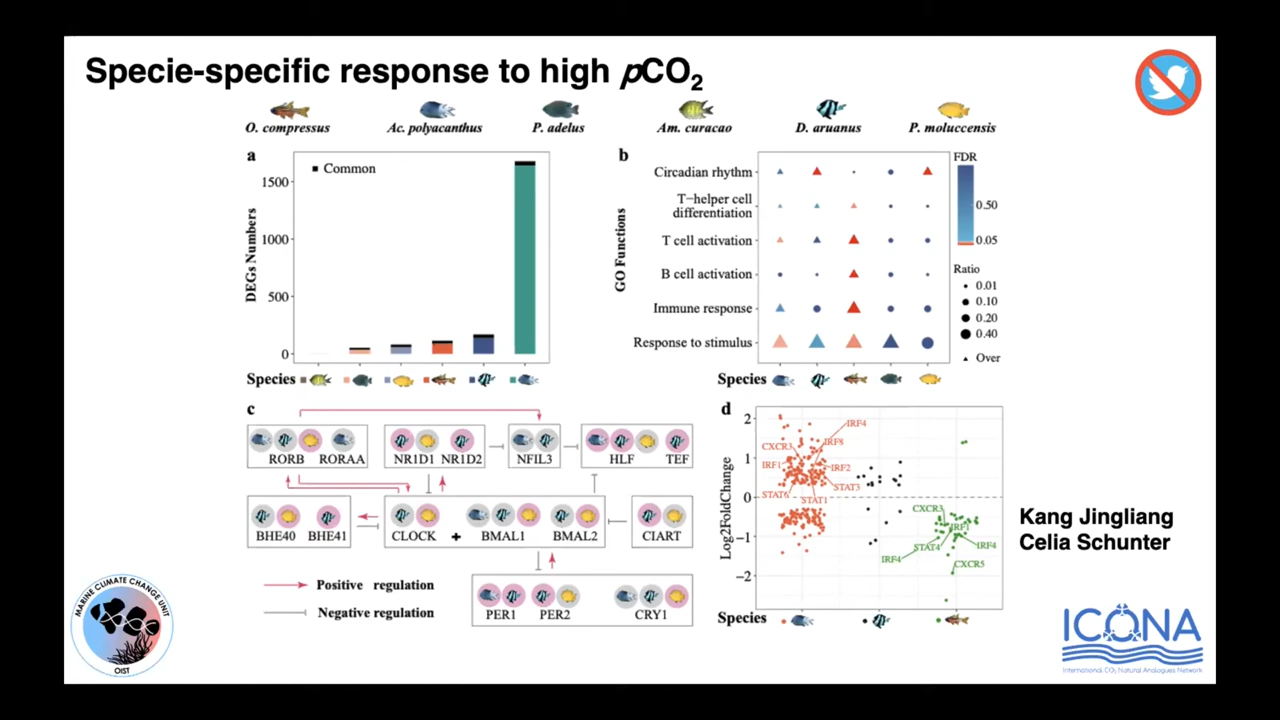 Specie-specific response to high pCO2
O. compressus
Ac. polyacanthus
P. adelus
Am. curacao
D. aruanus
P. moluccensis
a
Common
DEGs Numbers
1500
1000
500
0
Species
b
GO Functions
Circadian rhythm
T−helper cell
differentiation
T cell activation
B cell activation
Immune response
Response to stimulus
Species
FDR
0.50
0.05
Ratio
0.01
0.10
0.20
0.40
Over
c
RORB RORAA
NR1D1 NR1D2
NFIL3
HLF TEF
BHE40 BHE41
CLOCK + BMAL1 BMAL2
CIART
PER1 PER2 CRY1
Positive regulation
Negative regulation
d
Log2FoldChange
2
1
0
−1
−2
IRF4
CXCR3
IRF8
IRF1
IRF2
STAT6
STAT3
STAT1
CXCR3
IRF1
STAT4
IRF4
IRF4
CXCR5
Species
Kang Jingliang
Celia Schunter
MARINE CLIMATE CHANGE UNIT
OIST
ICONA
International CO2 Natural Analogues Network